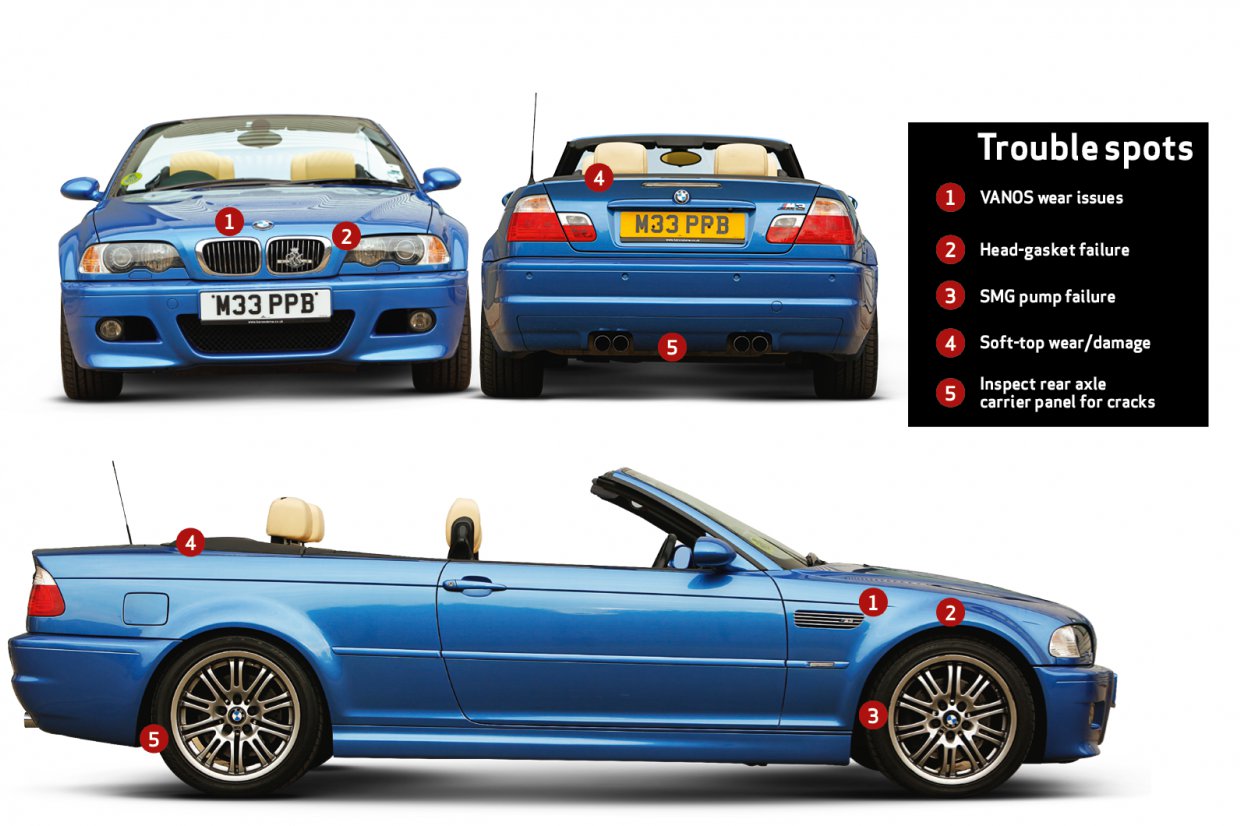 M33 PPB
M3
M33 PPB
Trouble spots
1 VANOS wear issues
2 Head-gasket failure
3 SMG pump failure
4 Soft-top wear/damage
5 Inspect rear axle
carrier panel for cracks
1
2
4
5
4
1
2
3
5